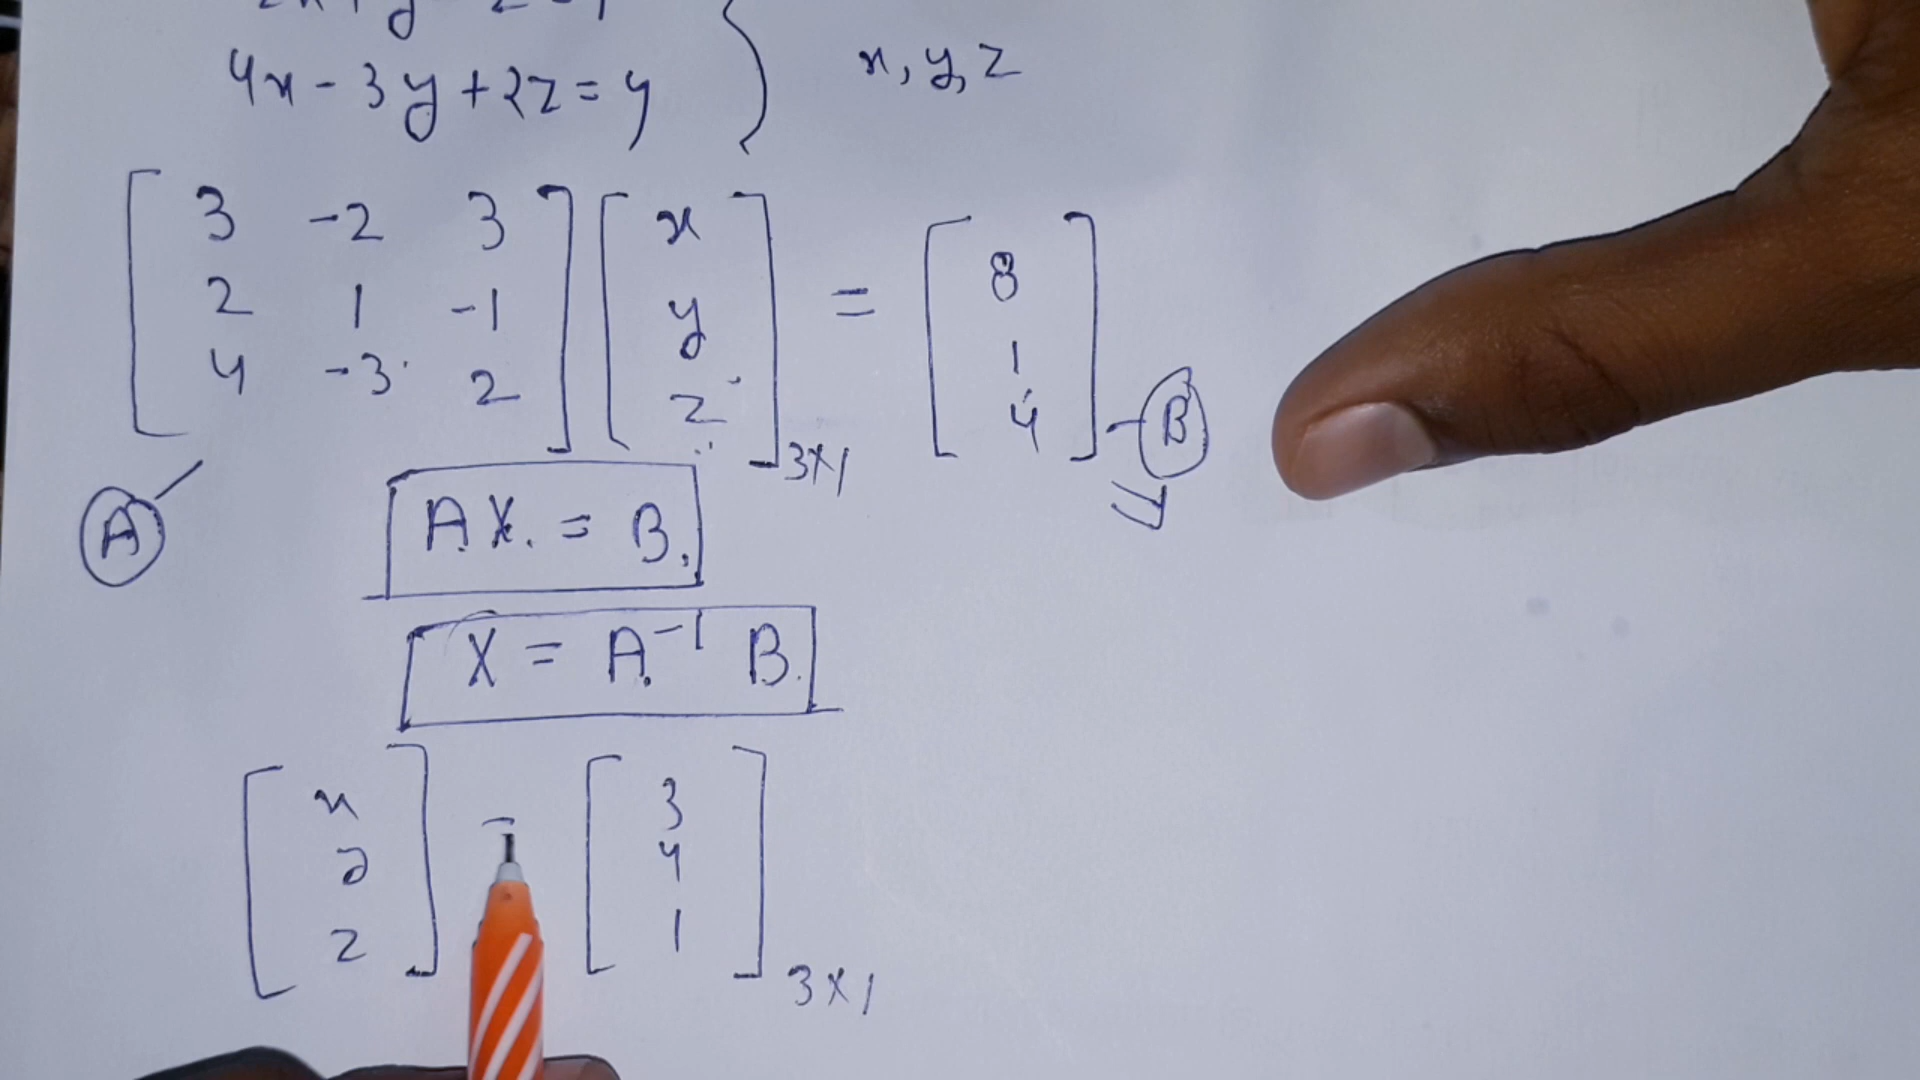 4x - 3y + 2z = 4
x, y, z
3 -2 3
2 1 -1
4 -3 2
x
y
z
3×1
=
8
1
4
B
A
AX = B
X = A⁻¹ B
x
y
z
=
3
4
1
3×1